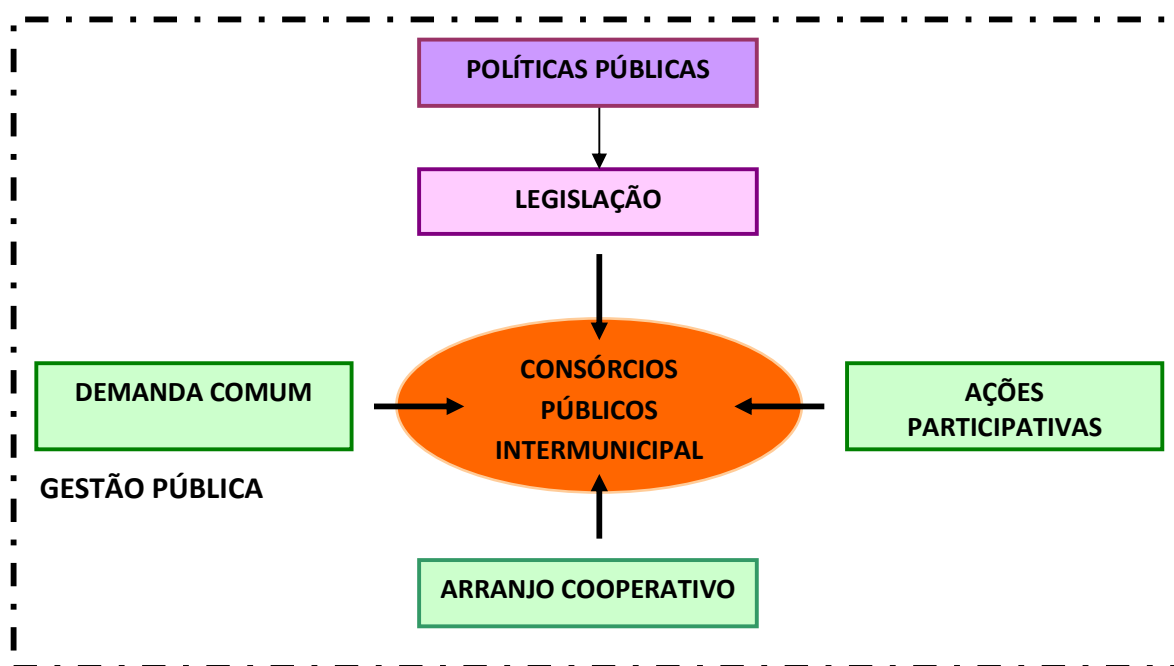 POLÍTICAS PÚBLICAS
LEGISLAÇÃO
DEMANDA COMUM
CONSÓRCIOS
PÚBLICOS
INTERMUNICIPAL
AÇÕES
PARTICIPATIVAS
GESTÃO PÚBLICA
ARRANJO COOPERATIVO